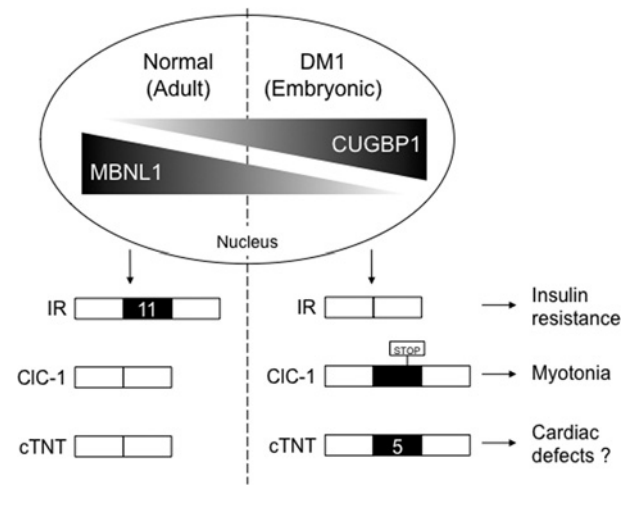 Normal
(Adult)
DM1
(Embryonic)
CUGBP1
MBNL1
Nucleus
IR 11
IR
Insulin
resistance
ClC-1
STOP
ClC-1
Myotonia
cTNT
cTNT 5
Cardiac
defects ?